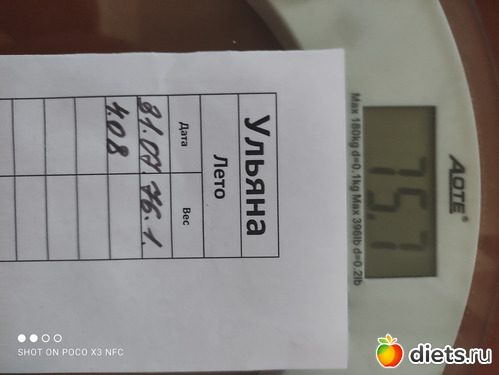 Ульяна
Лето
Дата Вес
31.07. 76.1.
4.08
AOTE®
75.7
Max 180kg d=0.1kg Max 396lb d=0.2lb
SHOT ON POCO X3 NFC
diets.ru